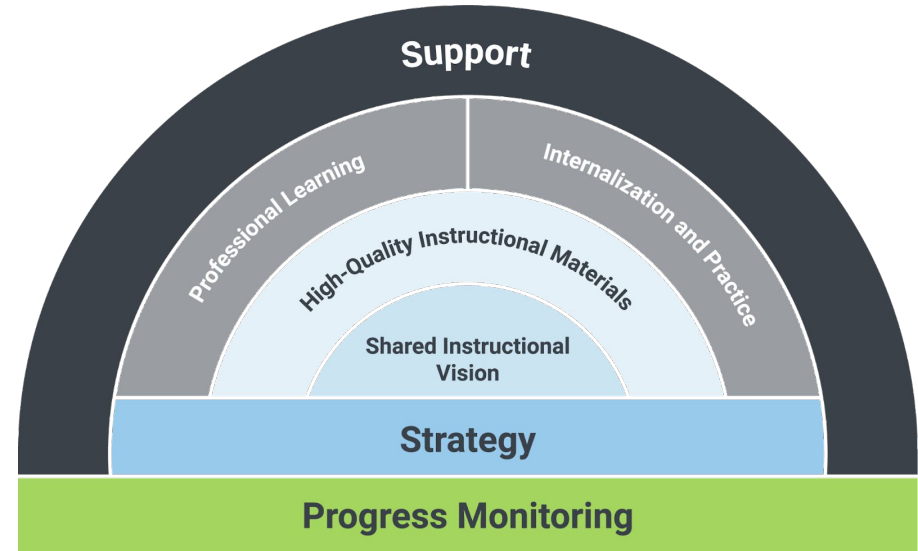 Support
Professional Learning
Internalization and Practice
High-Quality Instructional Materials
Shared Instructional
Vision
Strategy
Progress Monitoring